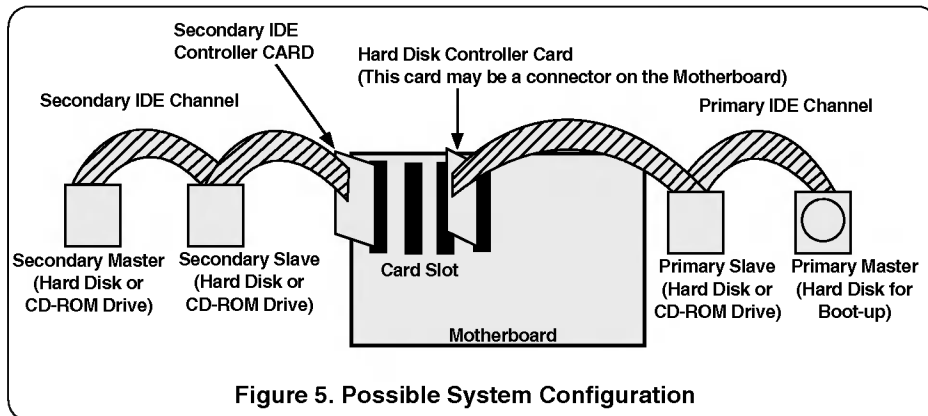 Secondary IDE
Controller CARD
Hard Disk Controller Card
(This card may be a connector on the Motherboard)
Secondary IDE Channel
Primary IDE Channel
Secondary Master
(Hard Disk or
CD-ROM Drive)
Secondary Slave
(Hard Disk or
CD-ROM Drive)
Card Slot
Primary Slave
(Hard Disk or
CD-ROM Drive)
Primary Master
(Hard Disk for
Boot-up)
Motherboard
Figure 5. Possible System Configuration